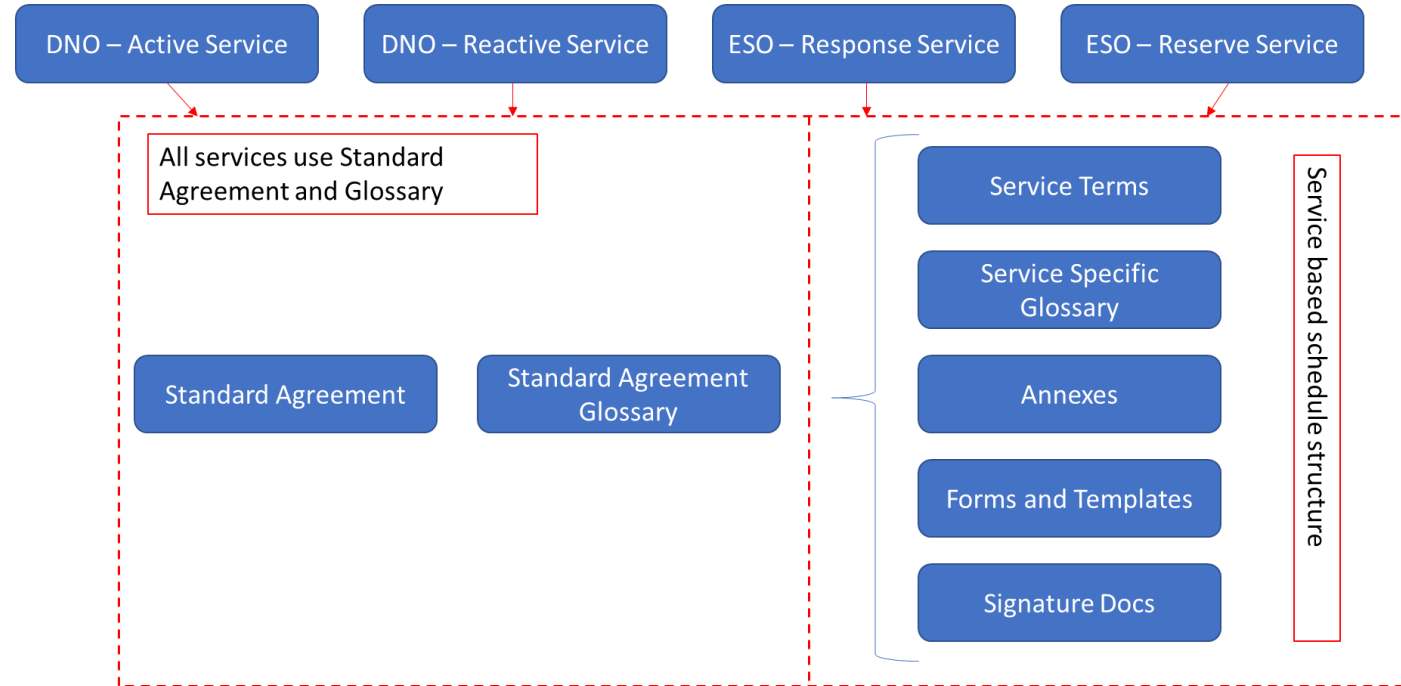 DNO – Active Service
DNO – Reactive Service
ESO – Response Service
ESO – Reserve Service
All services use Standard
Agreement and Glossary
Standard Agreement
Standard Agreement
Glossary
Service Terms
Service Specific
Glossary
Annexes
Forms and Templates
Signature Docs
Service based schedule structure